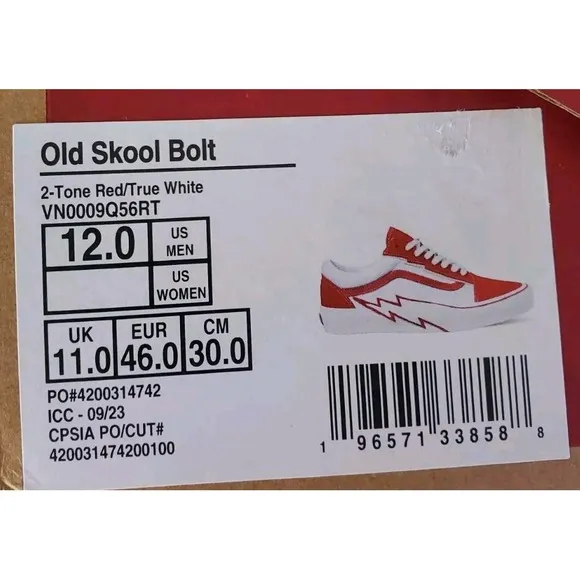 Old Skool Bolt
2-Tone Red/True White
VN0009Q56RT
12.0 US MEN
US WOMEN
UK 11.0 EUR 46.0 CM 30.0
PO#4200314742
ICC - 09/23
CPSIA PO/CUT#
420031474200100
1 96571 33858 8